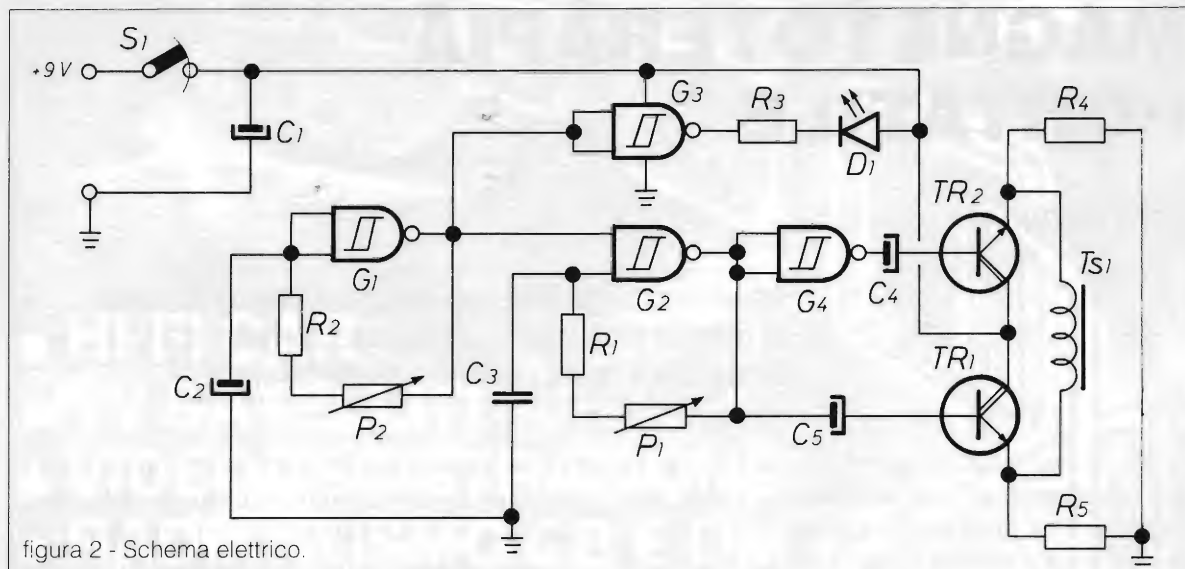 S1
+9V
C1
G3
R3
D1
R4
TR2
G1
G2
G4
C4
Ts1
R2
C2
P2
C3
R1
P1
C5
TR1
R5
figura 2 - Schema elettrico.